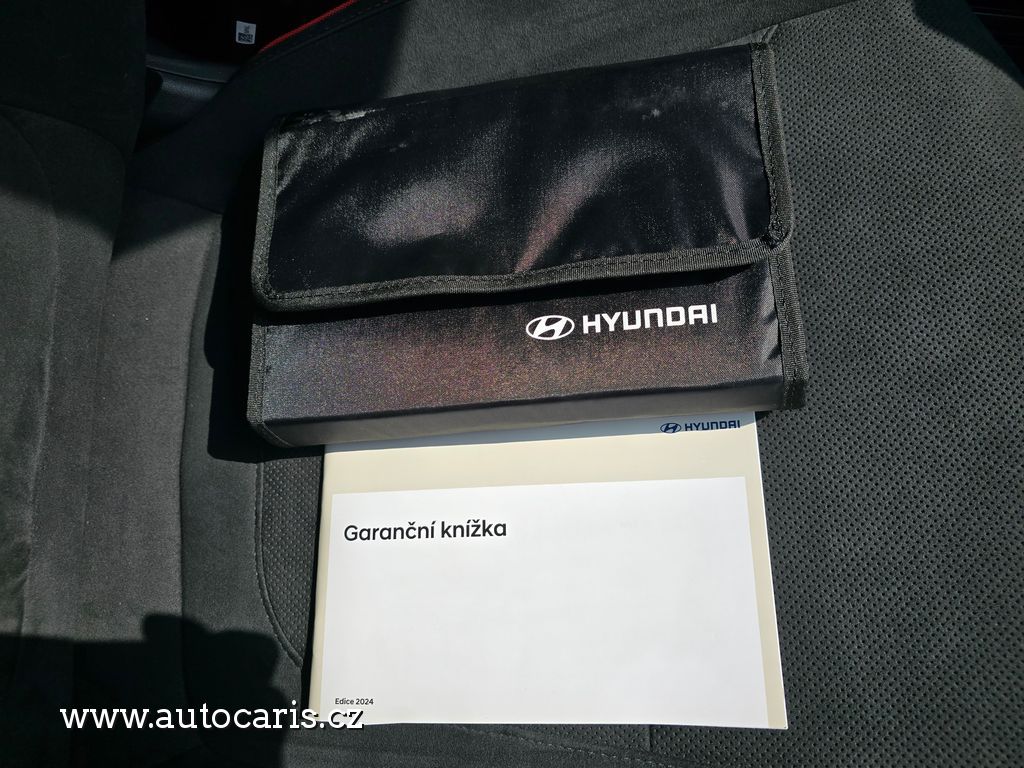 HYUNDAI
HYUNDAI
Garanční knížka
Edice 2024
www.autocaris.cz